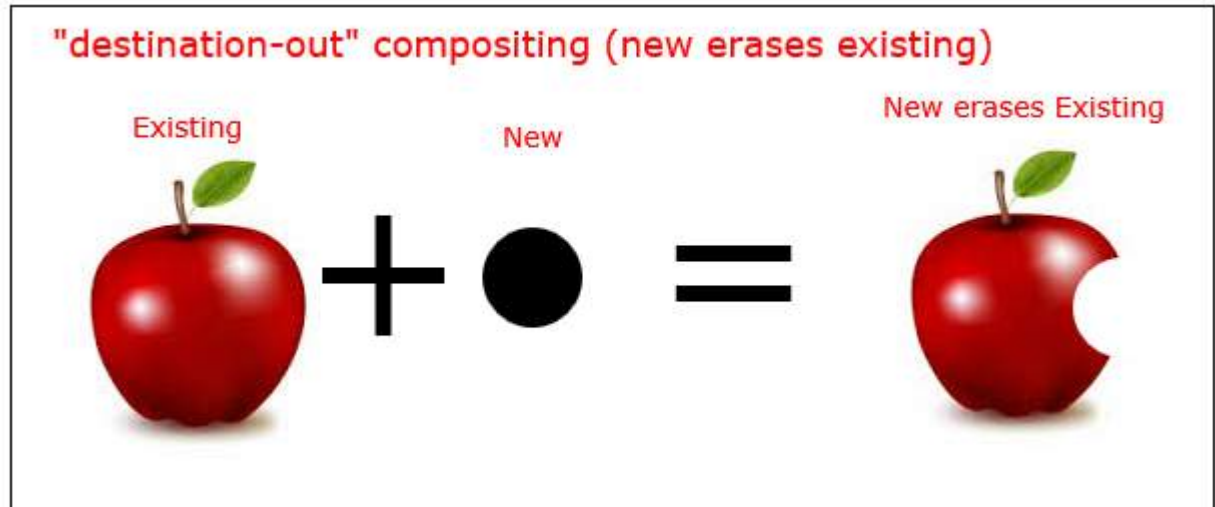 "destination-out" compositing (new erases existing)
Existing
New
New erases Existing